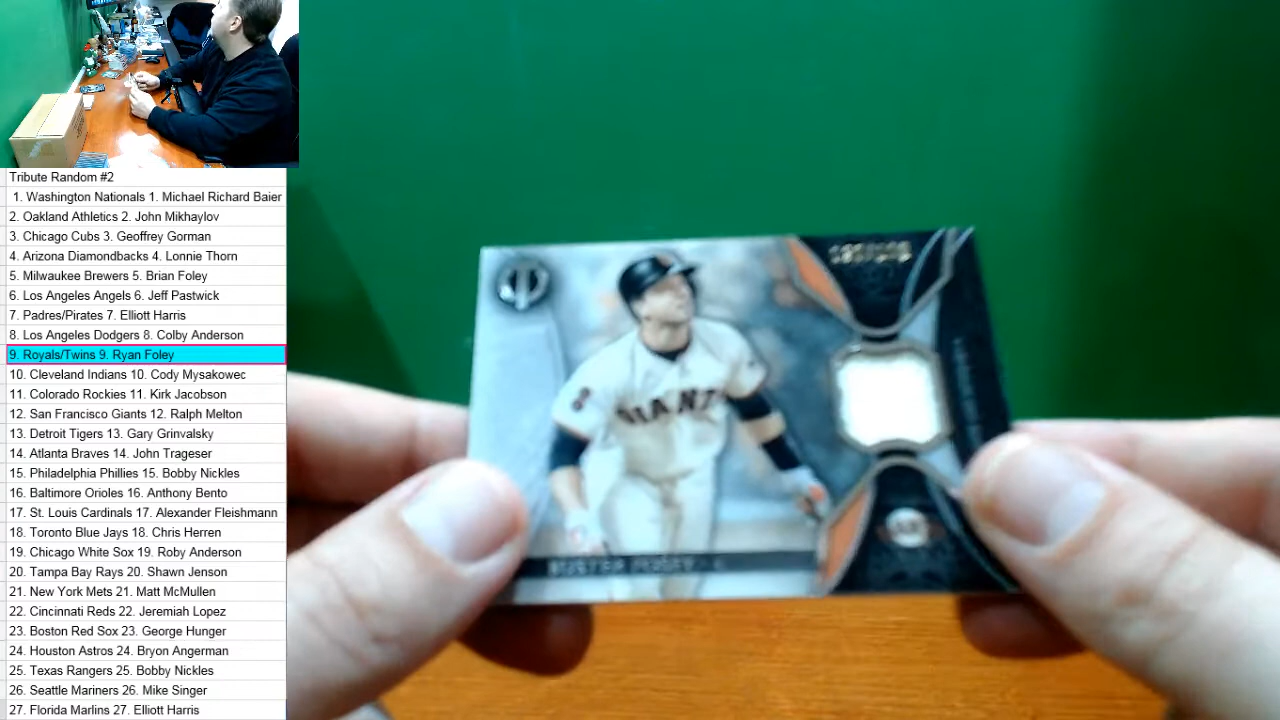 Tribute Random #2
1. Washington Nationals 1. Michael Richard Baier
2. Oakland Athletics 2. John Mikhaylov
3. Chicago Cubs 3. Geoffrey Gorman
4. Arizona Diamondbacks 4. Lonnie Thorn
5. Milwaukee Brewers 5. Brian Foley
6. Los Angeles Angels 6. Jeff Pastwick
7. Padres/Pirates 7. Elliott Harris
8. Los Angeles Dodgers 8. Colby Anderson
9. Royals/Twins 9. Ryan Foley
10. Cleveland Indians 10. Cody Mysakowec
11. Colorado Rockies 11. Kirk Jacobson
12. San Francisco Giants 12. Ralph Melton
13. Detroit Tigers 13. Gary Grinvalsky
14. Atlanta Braves 14. John Trageser
15. Philadelphia Phillies 15. Bobby Nickles
16. Baltimore Orioles 16. Anthony Bento
17. St. Louis Cardinals 17. Alexander Fleishmann
18. Toronto Blue Jays 18. Chris Herren
19. Chicago White Sox 19. Roby Anderson
20. Tampa Bay Rays 20. Shawn Jenson
21. New York Mets 21. Matt McMullen
22. Cincinnati Reds 22. Jeremiah Lopez
23. Boston Red Sox 23. George Hunger
24. Houston Astros 24. Bryon Angerman
25. Texas Rangers 25. Bobby Nickles
26. Seattle Mariners 26. Mike Singer
27. Florida Marlins 27. Elliott Harris
GIANTS
BUSTER POSEY